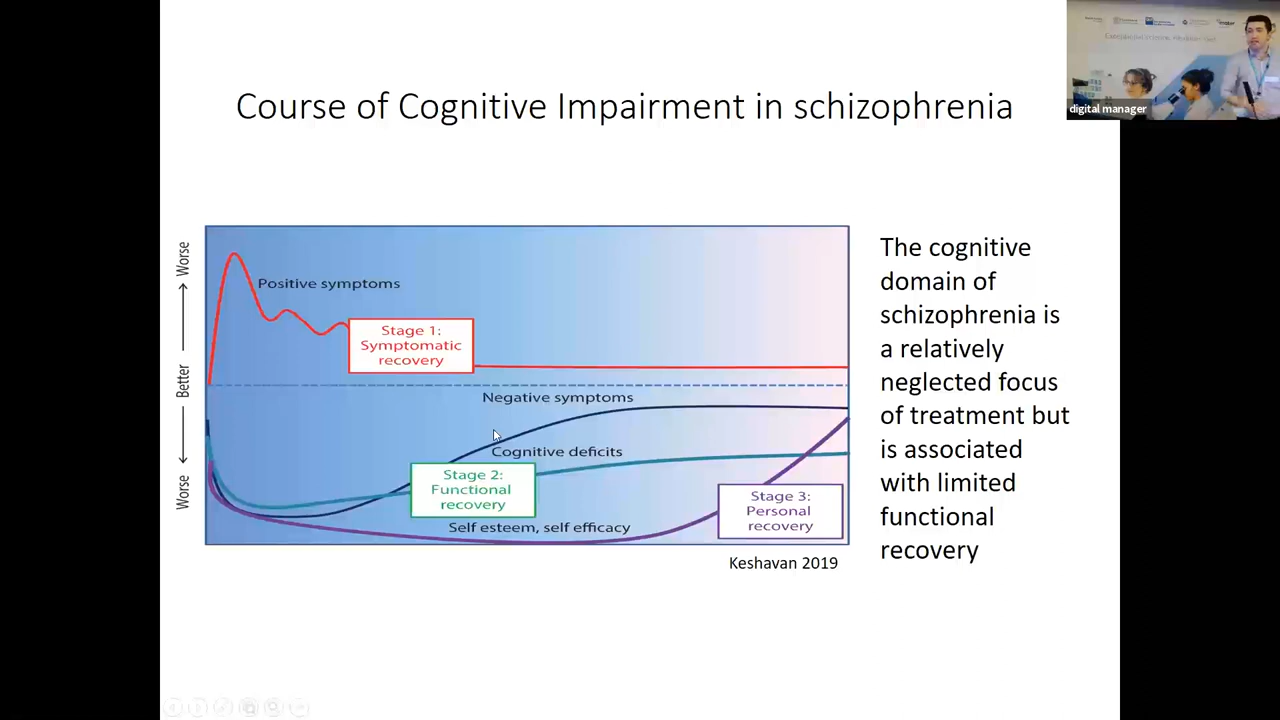 digital manager
Course of Cognitive Impairment in schizophrenia
Worse
Better
Worse
Positive symptoms
Stage 1:
Symptomatic
recovery
Negative symptoms
Cognitive deficits
Stage 2:
Functional
recovery
Self esteem, self efficacy
Stage 3:
Personal
recovery
Keshavan 2019
The cognitive
domain of
schizophrenia is
a relatively
neglected focus
of treatment but
is associated
with limited
functional
recovery